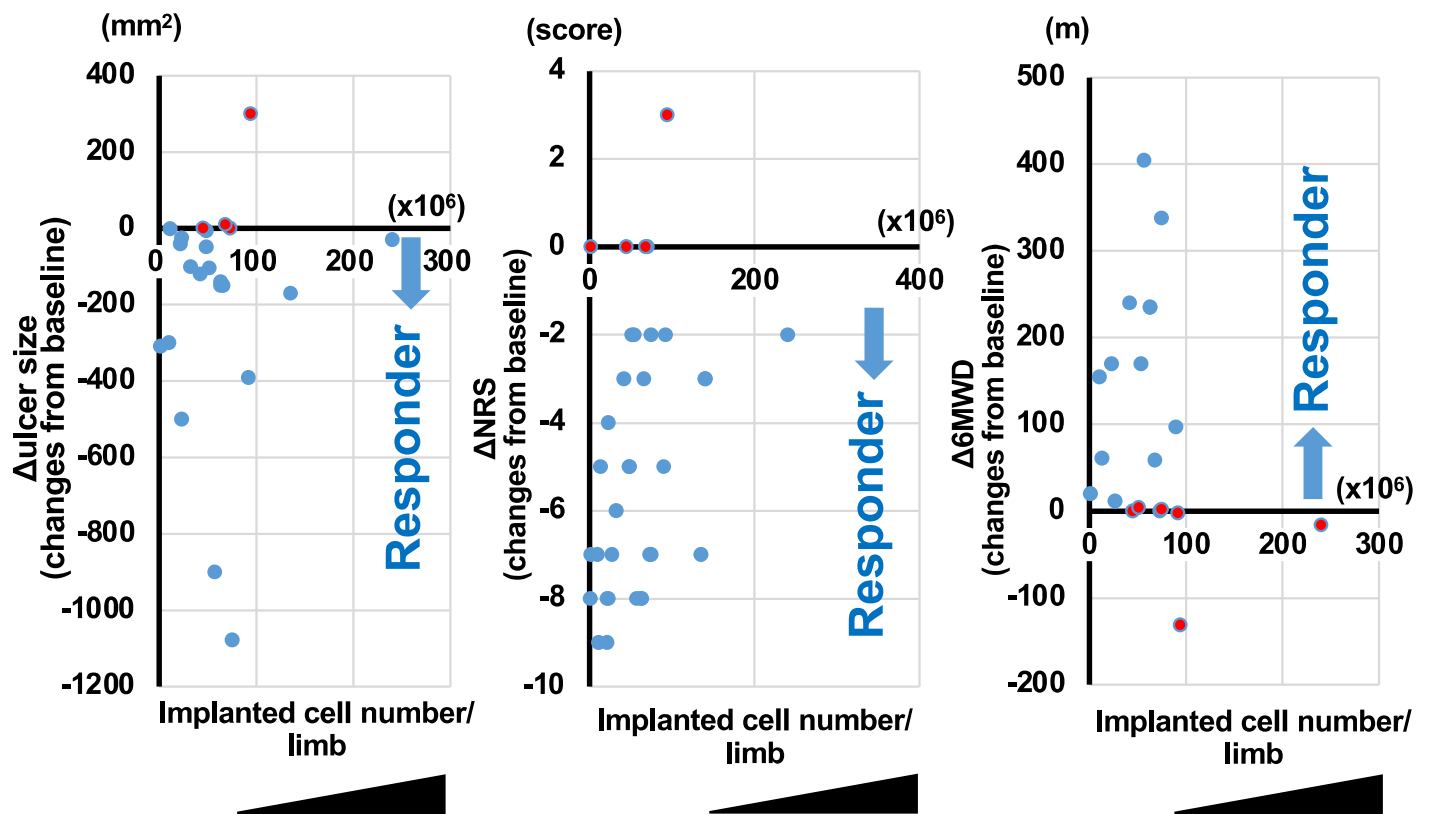 (mm²)
400
200
0
-200
-400
-600
-800
-1000
-1200
0
100
200
300
(x10⁶)
Δulcer size
(changes from baseline)
Responder
Implanted cell number/
limb
(score)
4
2
0
-2
-4
-6
-8
-10
0
200
400
(x10⁶)
ΔNRS
(changes from baseline)
Responder
Implanted cell number/
limb
(m)
500
400
300
200
100
0
-100
-200
0
100
200
300
(x10⁶)
Δ6MWD
(changes from baseline)
Responder
Implanted cell number/
limb